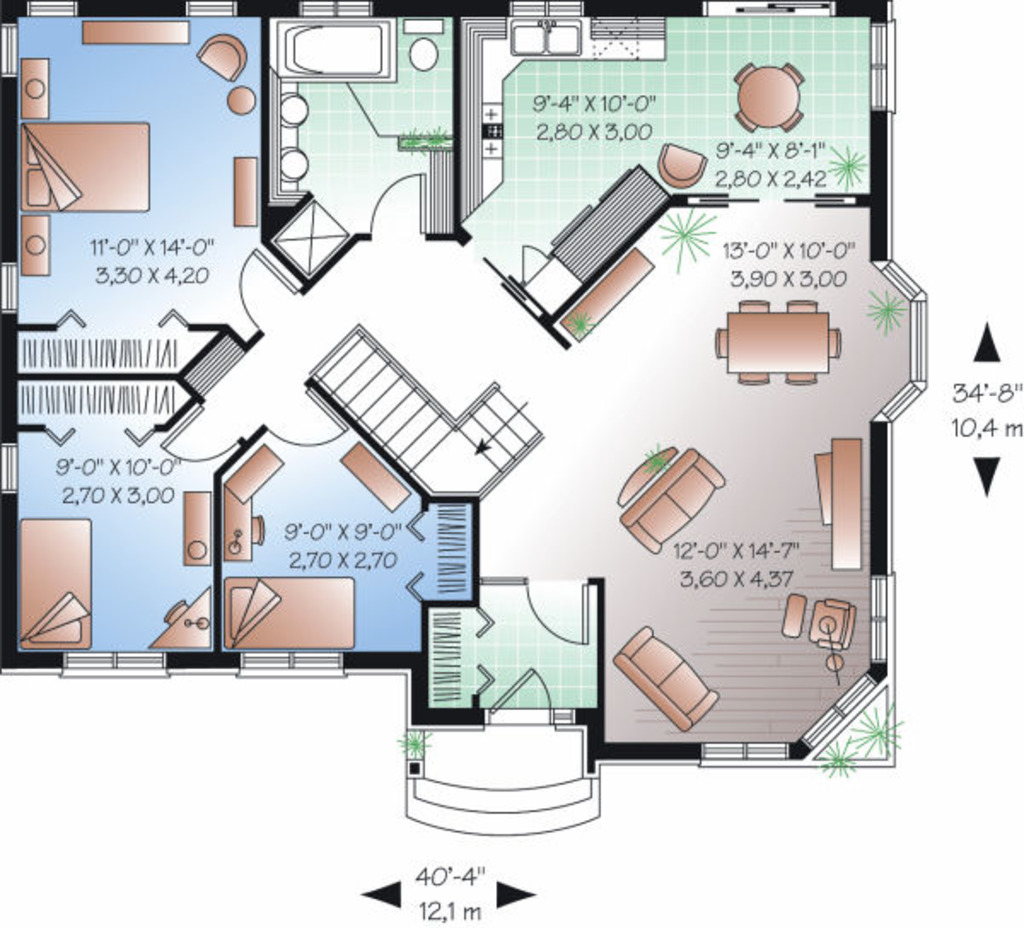 9'-4" X 10'-0"
2,80 X 3,00
9'-4" X 8'-1"
2,80 X 2,42
11'-0" X 14'-0"
3,30 X 4,20
13'-0" X 10'-0"
3,90 X 3,00
34'-8"
10,4 m
9'-0" X 10'-0"
2,70 X 3,00
9'-0" X 9'-0"
2,70 X 2,70
12'-0" X 14'-7"
3,60 X 4,37
40'-4"
12,1 m